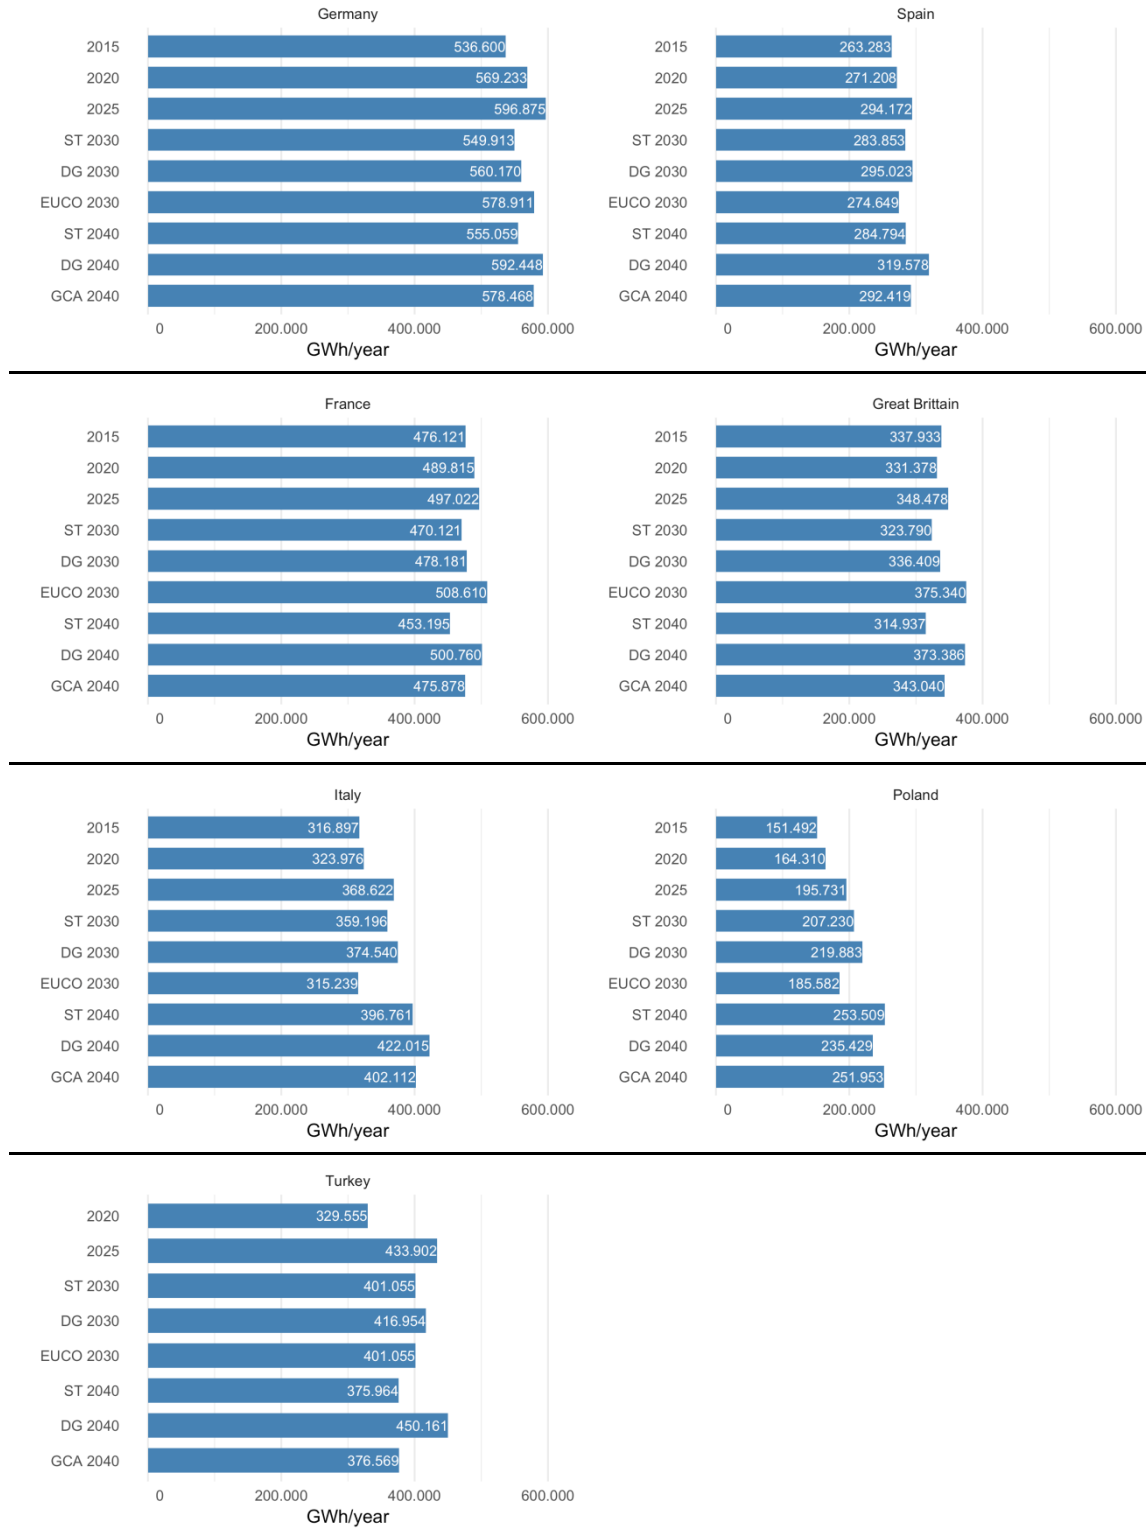 Germany
2015 536.600
2020 569.233
2025 596.875
ST 2030 549.913
DG 2030 560.170
EUCO 2030 578.911
ST 2040 555.059
DG 2040 592.448
GCA 2040 578.468
0 200.000 400.000 600.000
GWh/year
Spain
2015 263.283
2020 271.208
2025 294.172
ST 2030 283.853
DG 2030 295.023
EUCO 2030 274.649
ST 2040 284.794
DG 2040 319.578
GCA 2040 292.419
0 200.000 400.000 600.000
GWh/year
France
2015 476.121
2020 489.815
2025 497.022
ST 2030 470.121
DG 2030 478.181
EUCO 2030 508.610
ST 2040 453.195
DG 2040 500.760
GCA 2040 475.878
0 200.000 400.000 600.000
GWh/year
Great Brittain
2015 337.933
2020 331.378
2025 348.478
ST 2030 323.790
DG 2030 336.409
EUCO 2030 375.340
ST 2040 314.937
DG 2040 373.386
GCA 2040 343.040
0 200.000 400.000 600.000
GWh/year
Italy
2015 316.897
2020 323.976
2025 368.622
ST 2030 359.196
DG 2030 374.540
EUCO 2030 315.239
ST 2040 396.761
DG 2040 422.015
GCA 2040 402.112
0 200.000 400.000 600.000
GWh/year
Poland
2015 151.492
2020 164.310
2025 195.731
ST 2030 207.230
DG 2030 219.883
EUCO 2030 185.582
ST 2040 253.509
DG 2040 235.429
GCA 2040 251.953
0 200.000 400.000 600.000
GWh/year
Turkey
2020 329.555
2025 433.902
ST 2030 401.055
DG 2030 416.954
EUCO 2030 401.055
ST 2040 375.964
DG 2040 450.161
GCA 2040 376.569
0 200.000 400.000 600.000
GWh/year